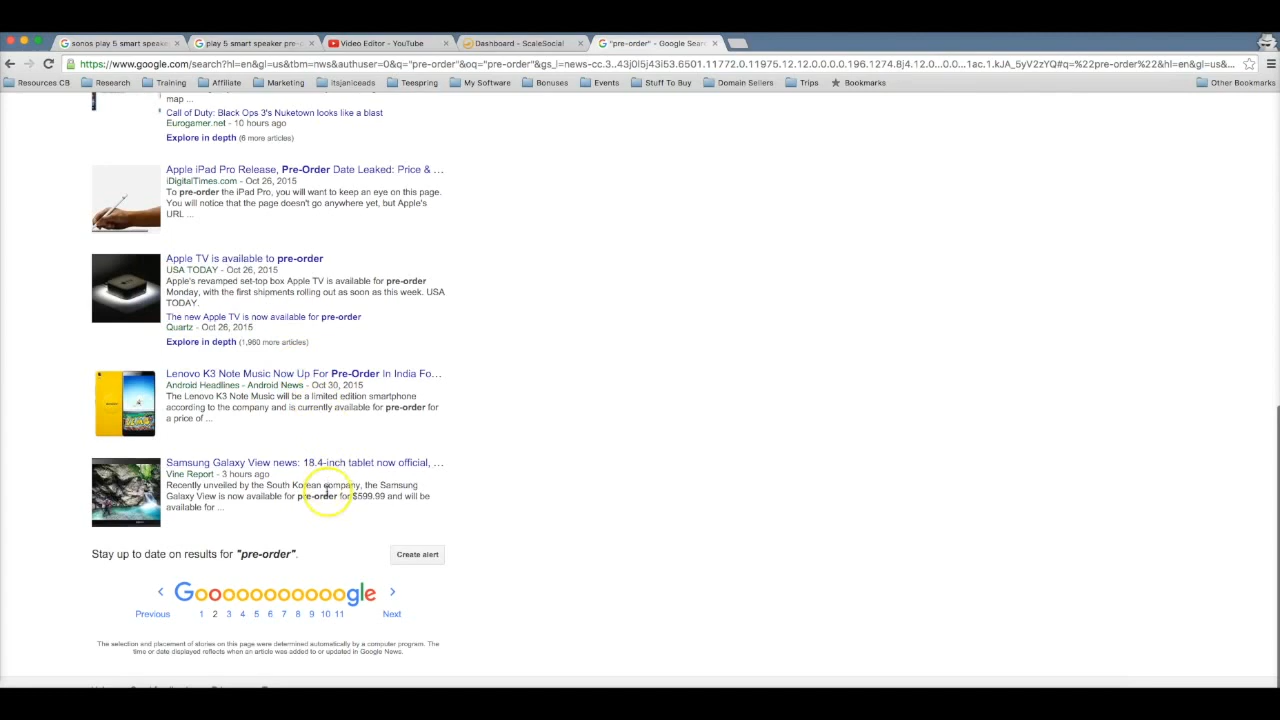 sonos play 5 smart speake
play 5 smart speaker pre-o
Video Editor - YouTube
Dashboard - ScaleSocial
"pre-order" - Google Sear
https://www.google.com/search?hl=en&gl=us&tbm=nws&authuser=0&q="pre-order"&oq="pre-order"&gs_l=news-cc.3..43j0l5j43i53.6501.11772.0.11975.12.12.0.0.0.0.196.1274.8j4.12.0...0.0...1ac.1.kJA_5yV2zYQ#q=%22pre-order%22&hl=en&gl=us&...
Resources CB
Research
Training
Affiliate
Marketing
Itsjaniceads
Teespring
My Software
Bonuses
Events
Stuff To Buy
Domain Sellers
Trips
Bookmarks
Other Bookmarks
map ...
Call of Duty: Black Ops 3's Nuketown looks like a blast
Eurogamer.net - 10 hours ago
Explore in depth (6 more articles)
Apple iPad Pro Release, Pre-Order Date Leaked: Price & ...
iDigitalTimes.com - Oct 26, 2015
To pre-order the iPad Pro, you will want to keep an eye on this page.
You will notice that the page doesn't go anywhere yet, but Apple's
URL ...
Apple TV is available to pre-order
USA TODAY - Oct 26, 2015
Apple's revamped set-top box Apple TV is available for pre-order
Monday, with the first shipments rolling out as soon as this week. USA
TODAY.
The new Apple TV is now available for pre-order
Quartz - Oct 26, 2015
Explore in depth (1,960 more articles)
Lenovo K3 Note Music Now Up For Pre-Order In India Fo...
Android Headlines - Android News - Oct 30, 2015
The Lenovo K3 Note Music will be a limited edition smartphone
according to the company and is currently available for pre-order for
a price of ...
Samsung Galaxy View news: 18.4-inch tablet now official, ...
Vine Report - 3 hours ago
Recently unveiled by the South Korean company, the Samsung
Galaxy View is now available for pre-order for $599.99 and will be
available for ...
Stay up to date on results for "pre-order".
Create alert
Goooooooooooogle
Previous 1 2 3 4 5 6 7 8 9 10 11 Next
The selection and placement of stories on this page were determined automatically by a computer program. The
time or date displayed reflects when an article was added to or updated in Google News.